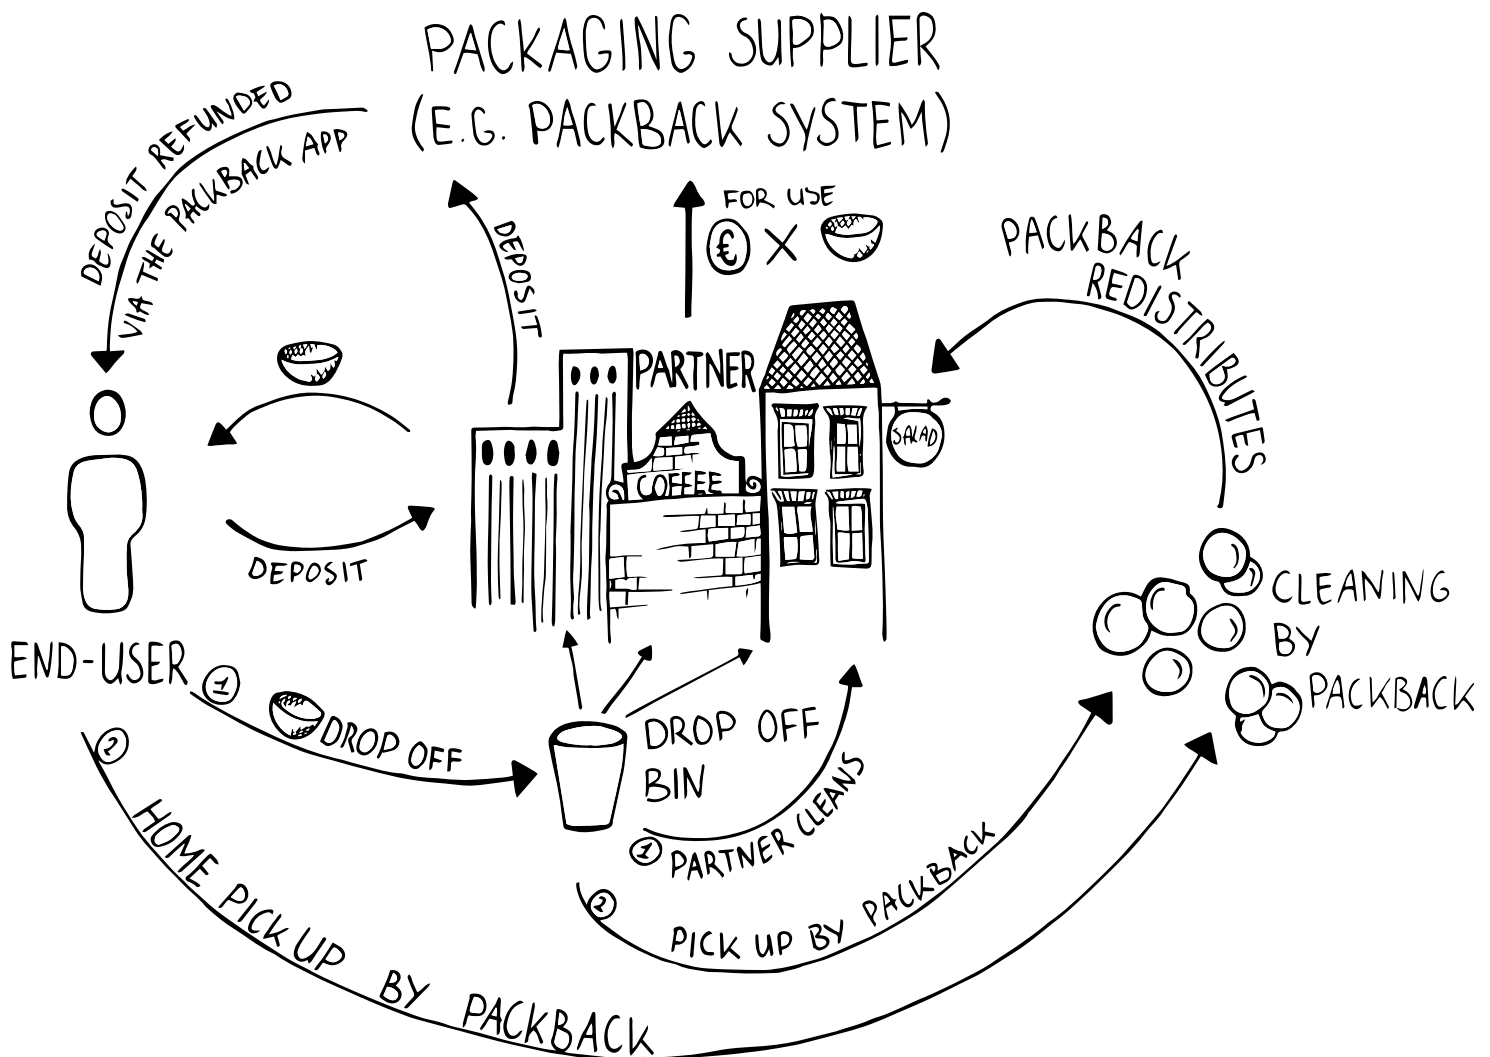 PACKAGING SUPPLIER
(E.G. PACKBACK SYSTEM)
DEPOSIT REFUNDED
VIA THE PACKBACK APP
DEPOSIT
FOR USE
€ X
PACKBACK
REDISTRIBUTES
PARTNER
SALAD
COFFEE
DEPOSIT
CLEANING
BY
PACKBACK
END-USER
1
DROP OFF
DROP OFF
BIN
2
HOME PICK UP BY PACKBACK
1 PARTNER CLEANS
2
PICK UP BY PACKBACK